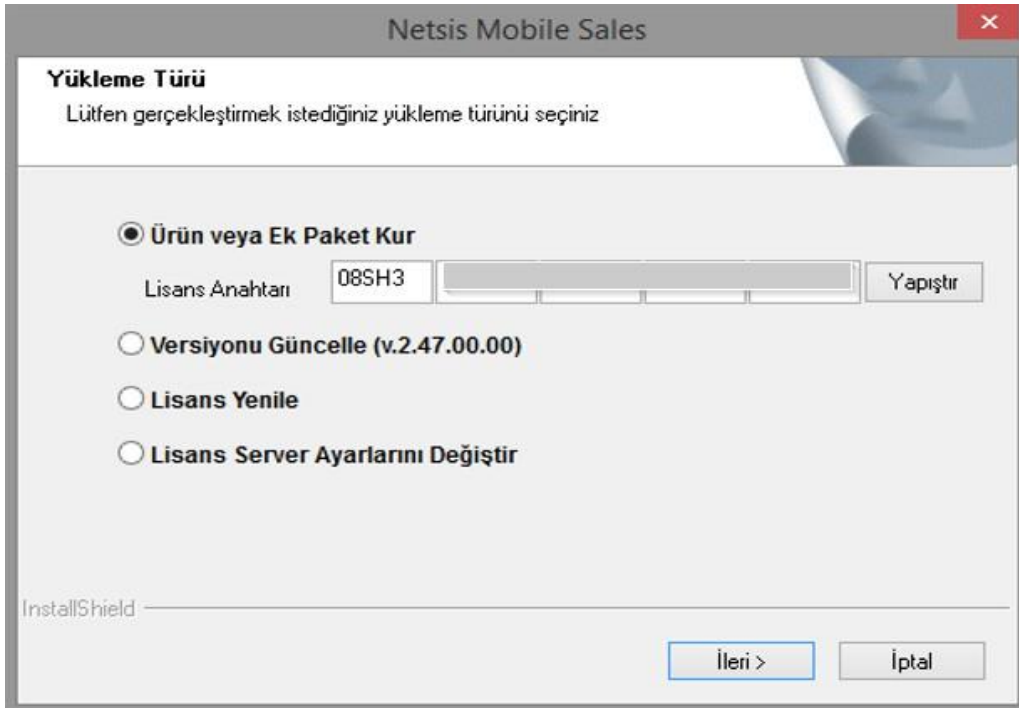 Netsis Mobile Sales
Yükleme Türü
Lütfen gerçekleştirmek istediğiniz yükleme türünü seçiniz
Ürün veya Ek Paket Kur
Lisans Anahtarı 08SH3 Yapıştır
Versiyonu Güncelle (v.2.47.00.00)
Lisans Yenile
Lisans Server Ayarlarını Değiştir
InstallShield
İleri > İptal